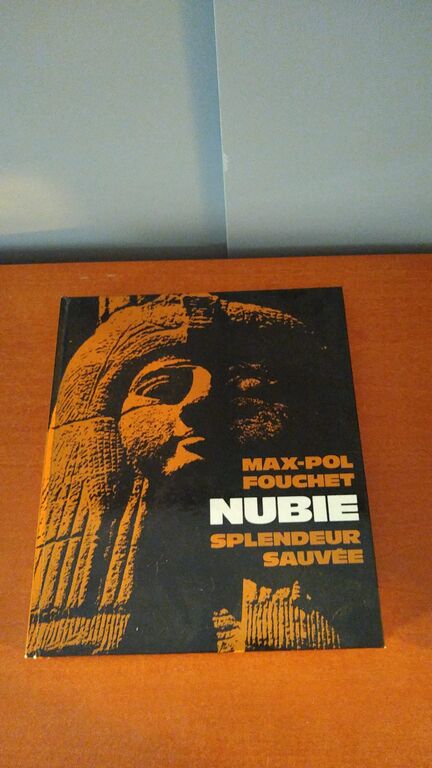 MAX-POL
FOUCHET
NUBIE
SPLENDEUR
SAUVÉE